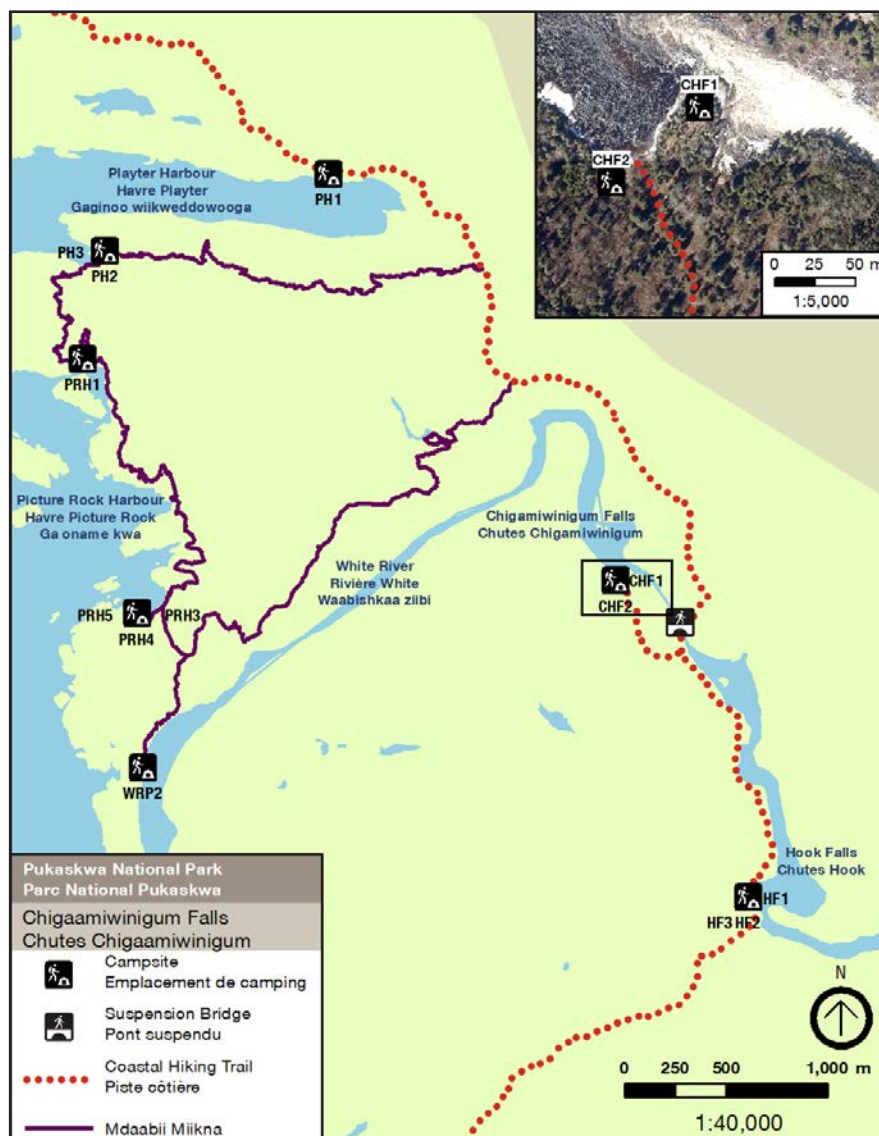 CHF1
CHF2
0 25 50 m
1:5,000
Playter Harbour
Havre Playter
Gaginoo wiikweddowooga
PH1
PH3
PH2
PRH1
Picture Rock Harbour
Havre Picture Rock
Ga oname kwa
Chigamiwinigum Falls
Chutes Chigamiwinigum
White River
Rivière White
Waabishkaa ziibi
CHF1
CHF2
PRH5
PRH3
PRH4
WRP2
Hook Falls
Chutes Hook
HF1
HF3 HF2
Pukaskwa National Park
Parc National Pukaskwa
Chigaamiwinigum Falls
Chutes Chigaamiwinigum
Campsite
Emplacement de camping
Suspension Bridge
Pont suspendu
Coastal Hiking Trail
Piste côtière
Mdaabii Miikna
N
0 250 500 1,000 m
1:40,000